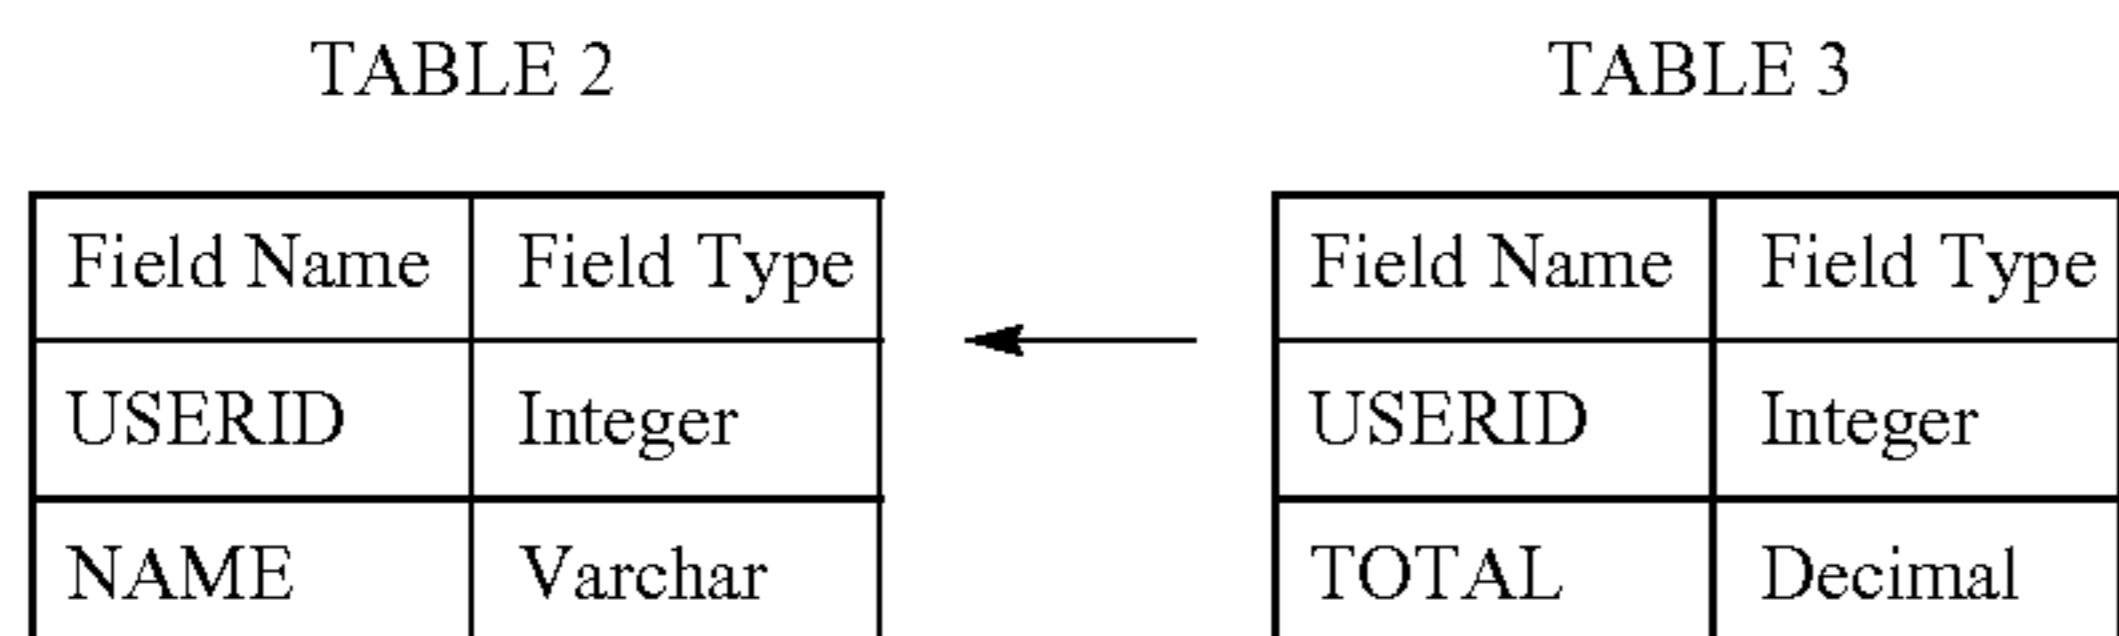 TABLE 2 TABLE 3
Field Name Field Type Field Name Field Type
USERID Integer USERID Integer
NAME Varchar TOTAL Decimal